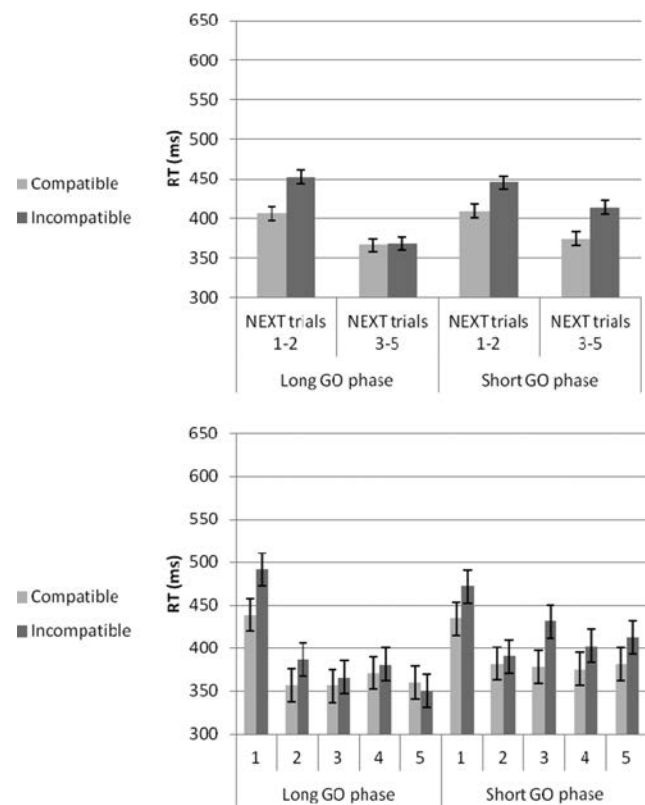 650
600
550
500
450
400
350
300
RT (ms)
Compatible
Incompatible
NEXT trials NEXT trials NEXT trials NEXT trials
1-2 3-5 1-2 3-5
Long GO phase Short GO phase
650
600
550
500
450
400
350
300
RT (ms)
Compatible
Incompatible
1 2 3 4 5 1 2 3 4 5
Long GO phase Short GO phase